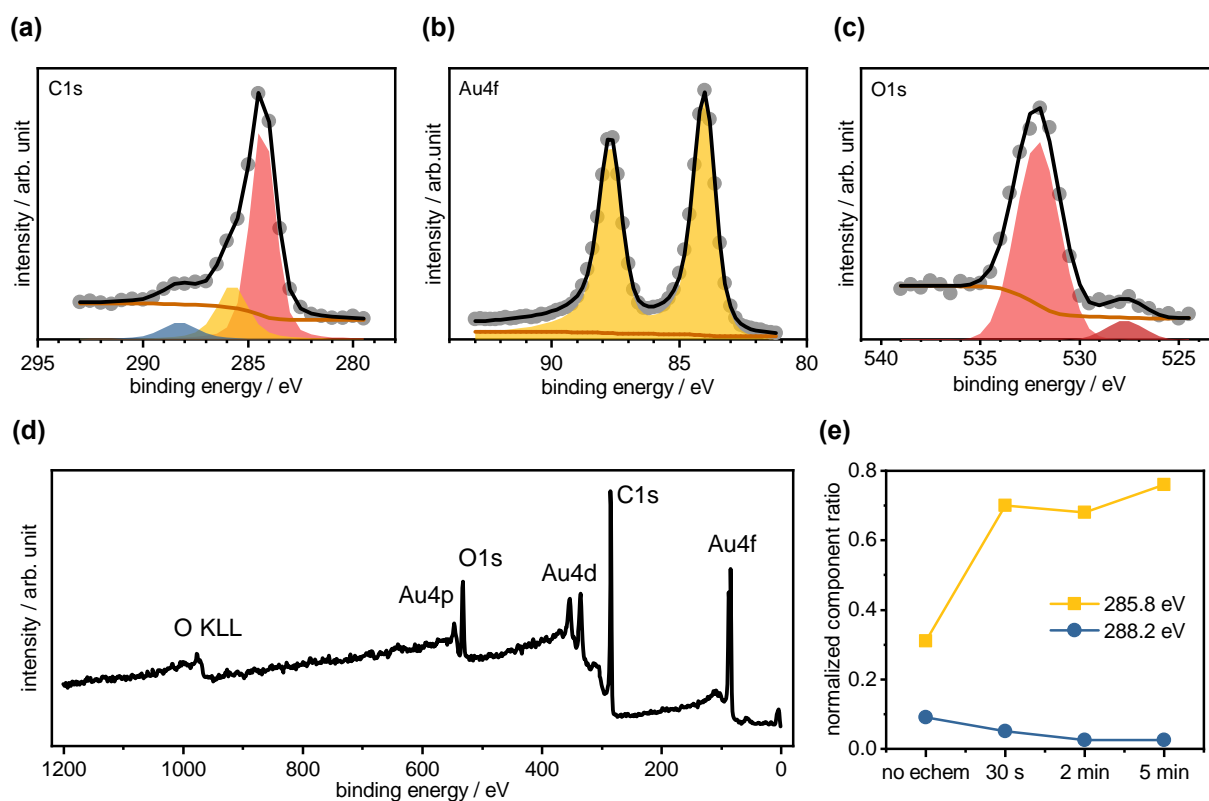 (a)
(b)
(c)
C1s
Au4f
O1s
intensity / arb. unit
intensity / arb.unit
intensity / arb. unit
295 290 285 280
90 85 80
540 535 530 525
binding energy / eV
binding energy / eV
binding energy / eV
(d)
(e)
C1s
O1s
Au4p
Au4d
Au4f
O KLL
intensity / arb. unit
1200 1000 800 600 400 200 0
binding energy / eV
normalized component ratio
0.8
0.6
0.4
0.2
0.0
285.8 eV
288.2 eV
no echem 30 s 2 min 5 min